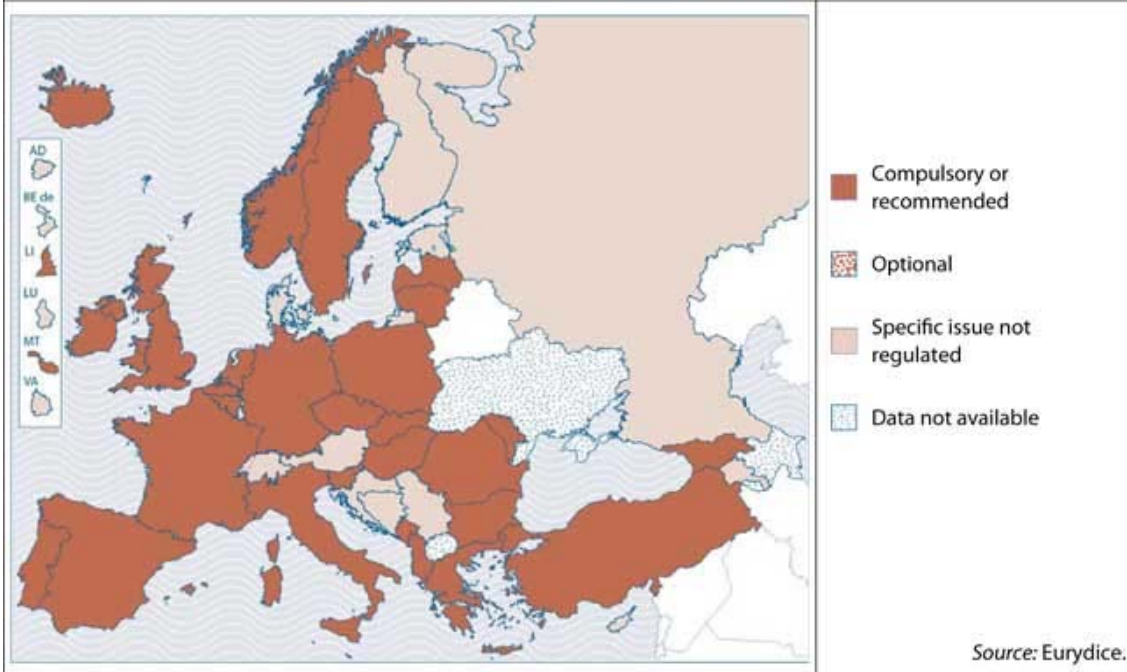 AD
BE de
LI
LU
MT
VA
Compulsory or
recommended
Optional
Specific issue not
regulated
Data not available
Source: Eurydice.